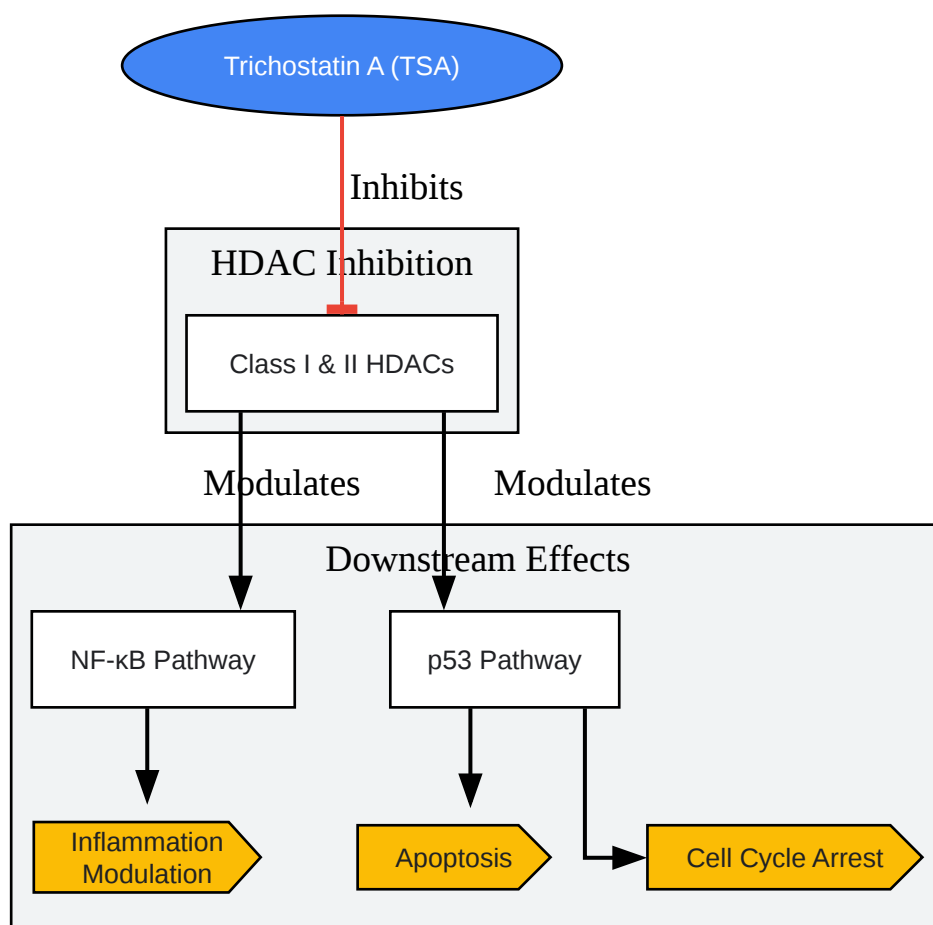 Trichostatin A (TSA)
Inhibits
HDAC Inhibition
Class I & II HDACs
Modulates
Modulates
Downstream Effects
NF-κB Pathway
p53 Pathway
Inflammation
Modulation
Apoptosis
Cell Cycle Arrest